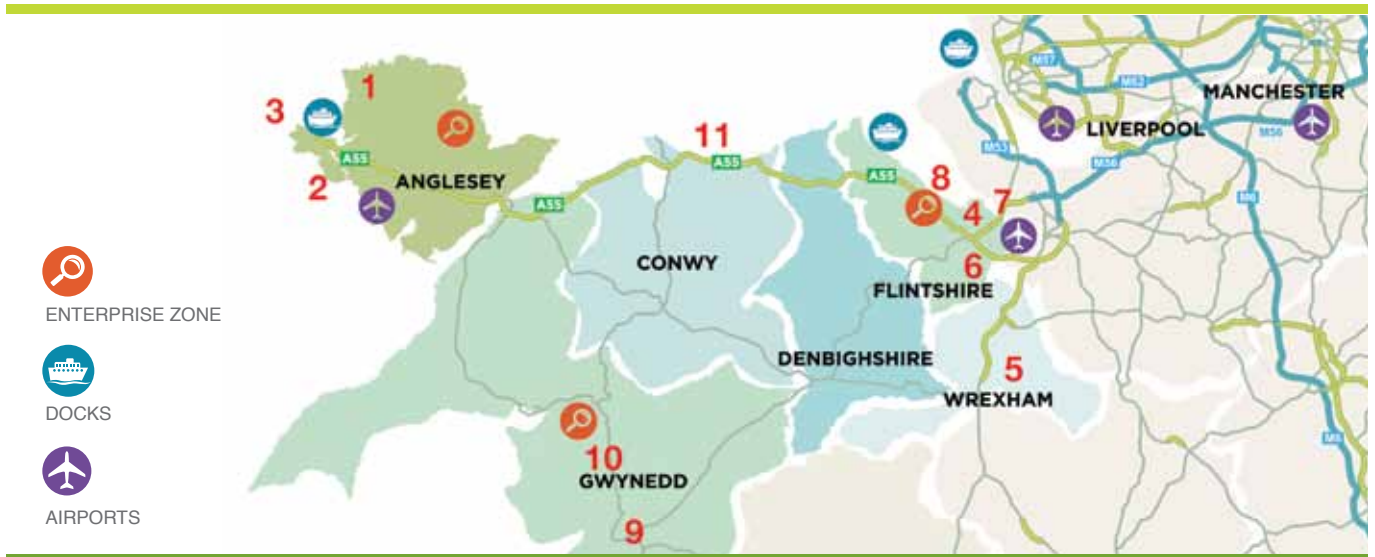 1
3
2
A55
ANGLESEY
A55
11
A55
CONWY
A55
8
4
7
6
FLINTSHIRE
DENBIGHSHIRE
5
WREXHAM
10
GWYNEDD
9
M57
M62
MANCHESTER
LIVERPOOL
M56
M53
M56
M6
M6
ENTERPRISE ZONE
DOCKS
AIRPORTS